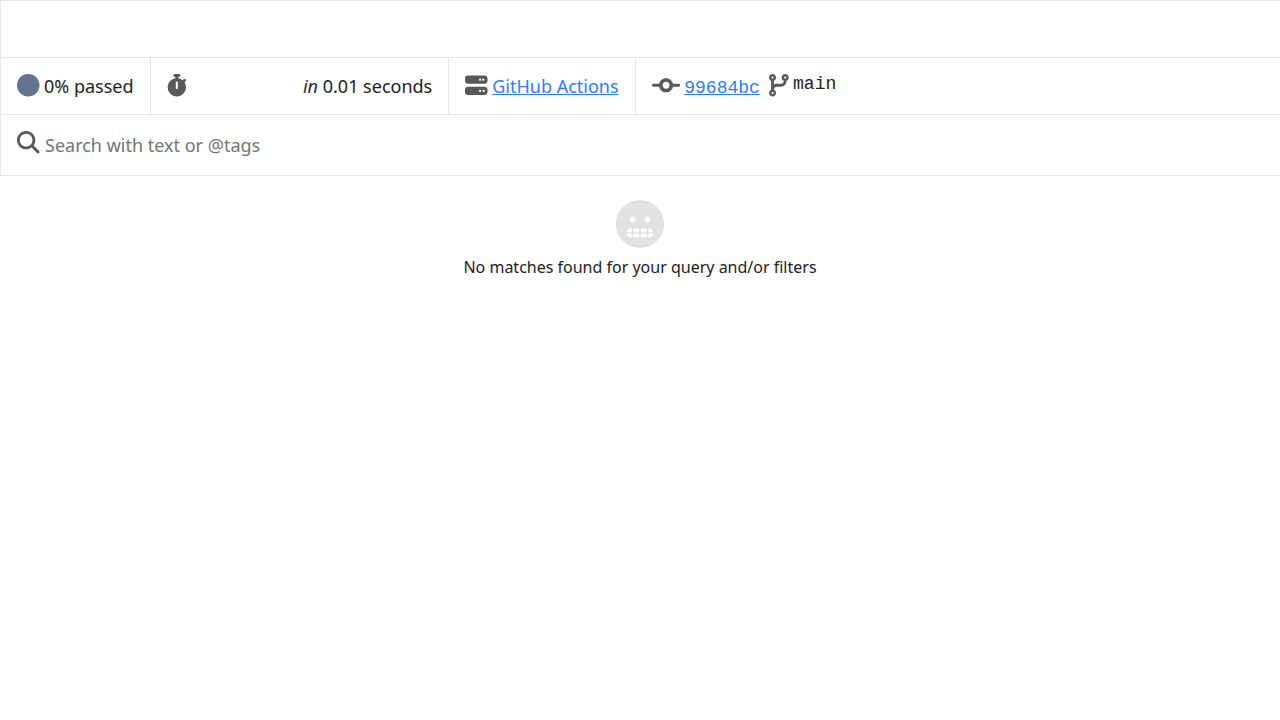 0% passed in 0.01 seconds GitHub Actions 99684bc main
Search with text or @tags
No matches found for your query and/or filters